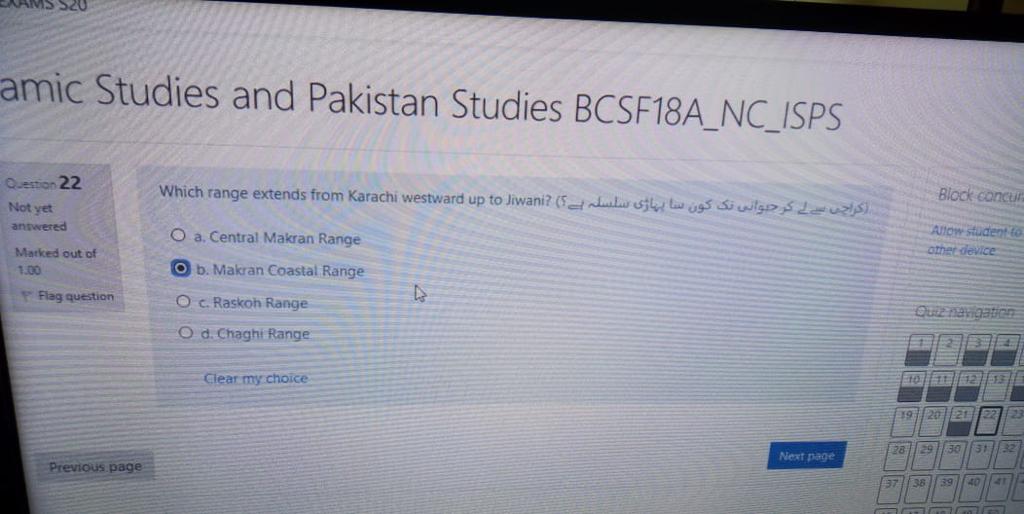 EXAMS S20
amic Studies and Pakistan Studies BCSF18A_NC_ISPS
Question 22
Not yet
answered
Marked out of
1.00
Flag question
Which range extends from Karachi westward up to Jiwani? (کراچی سے لے کر جیوانی تک کون سا پہاڑی سلسلہ ہے؟)
a. Central Makran Range
b. Makran Coastal Range
c. Raskoh Range
d. Chaghi Range
Clear my choice
Previous page
Next page
Block concur
Allow student to
other device
Quiz navigation
1 2 3 4
10 11 12 13
19 20 21 22 23
28 29 30 31 32
37 38 39 40 41